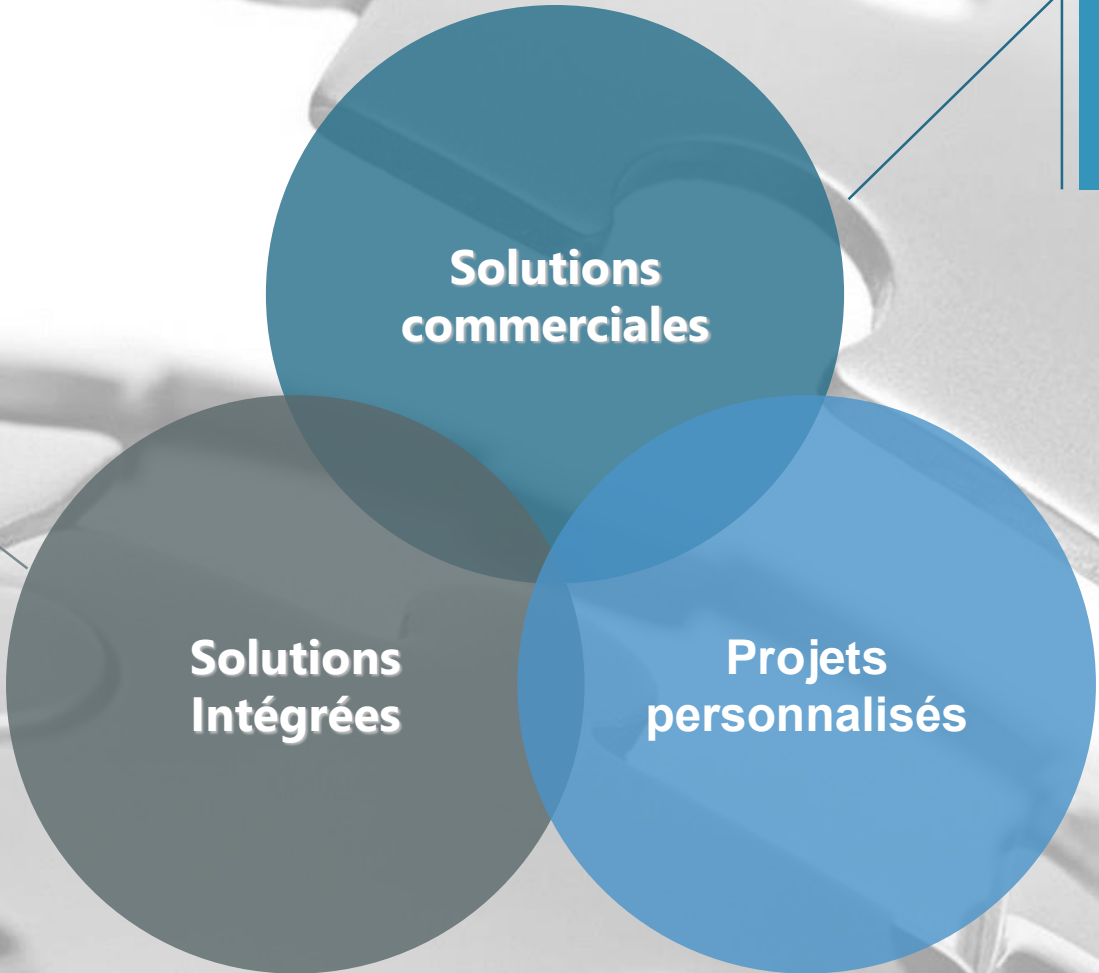 Solutions
commerciales
Solutions
Intégrées
Projets
personnalisés